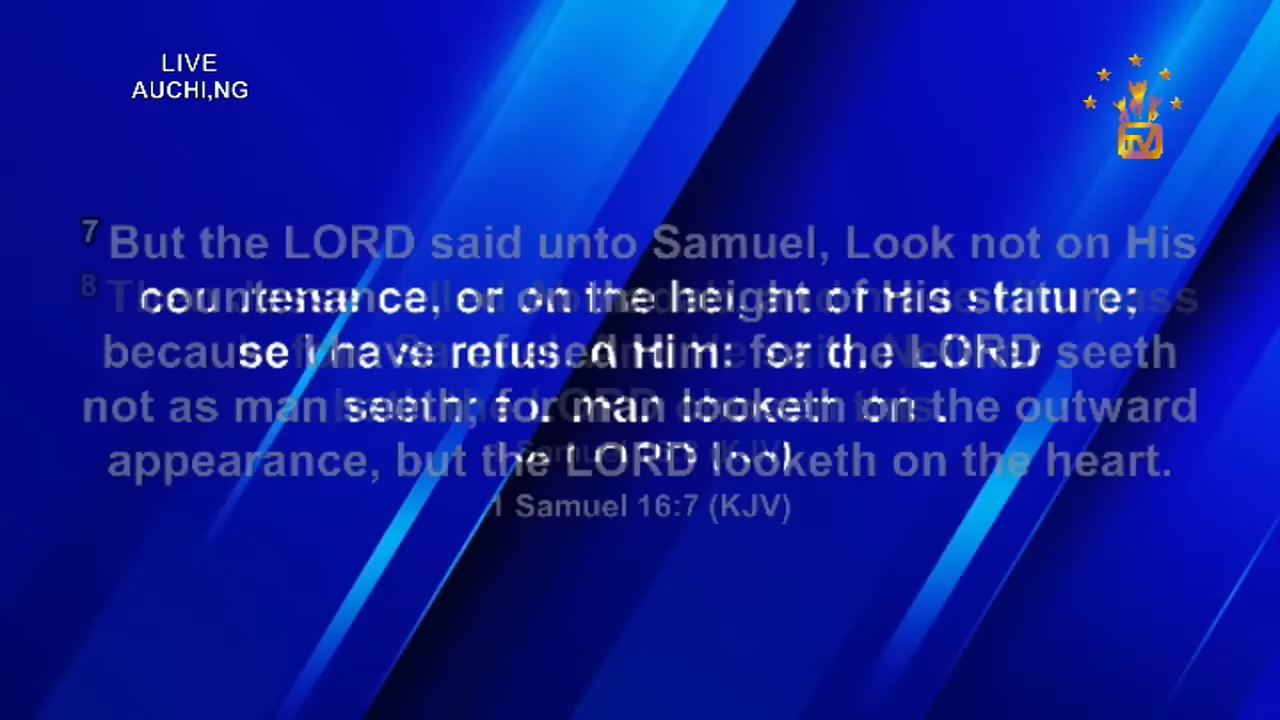 LIVE
AUCHI,NG
TV
7 But the LORD said unto Samuel, Look not on His
countenance, or on the height of His stature;
because I have refused Him: for the LORD seeth
not as man seeth; for man looketh on the outward
appearance, but the LORD looketh on the heart.
1 Samuel 16:7 (KJV)
8